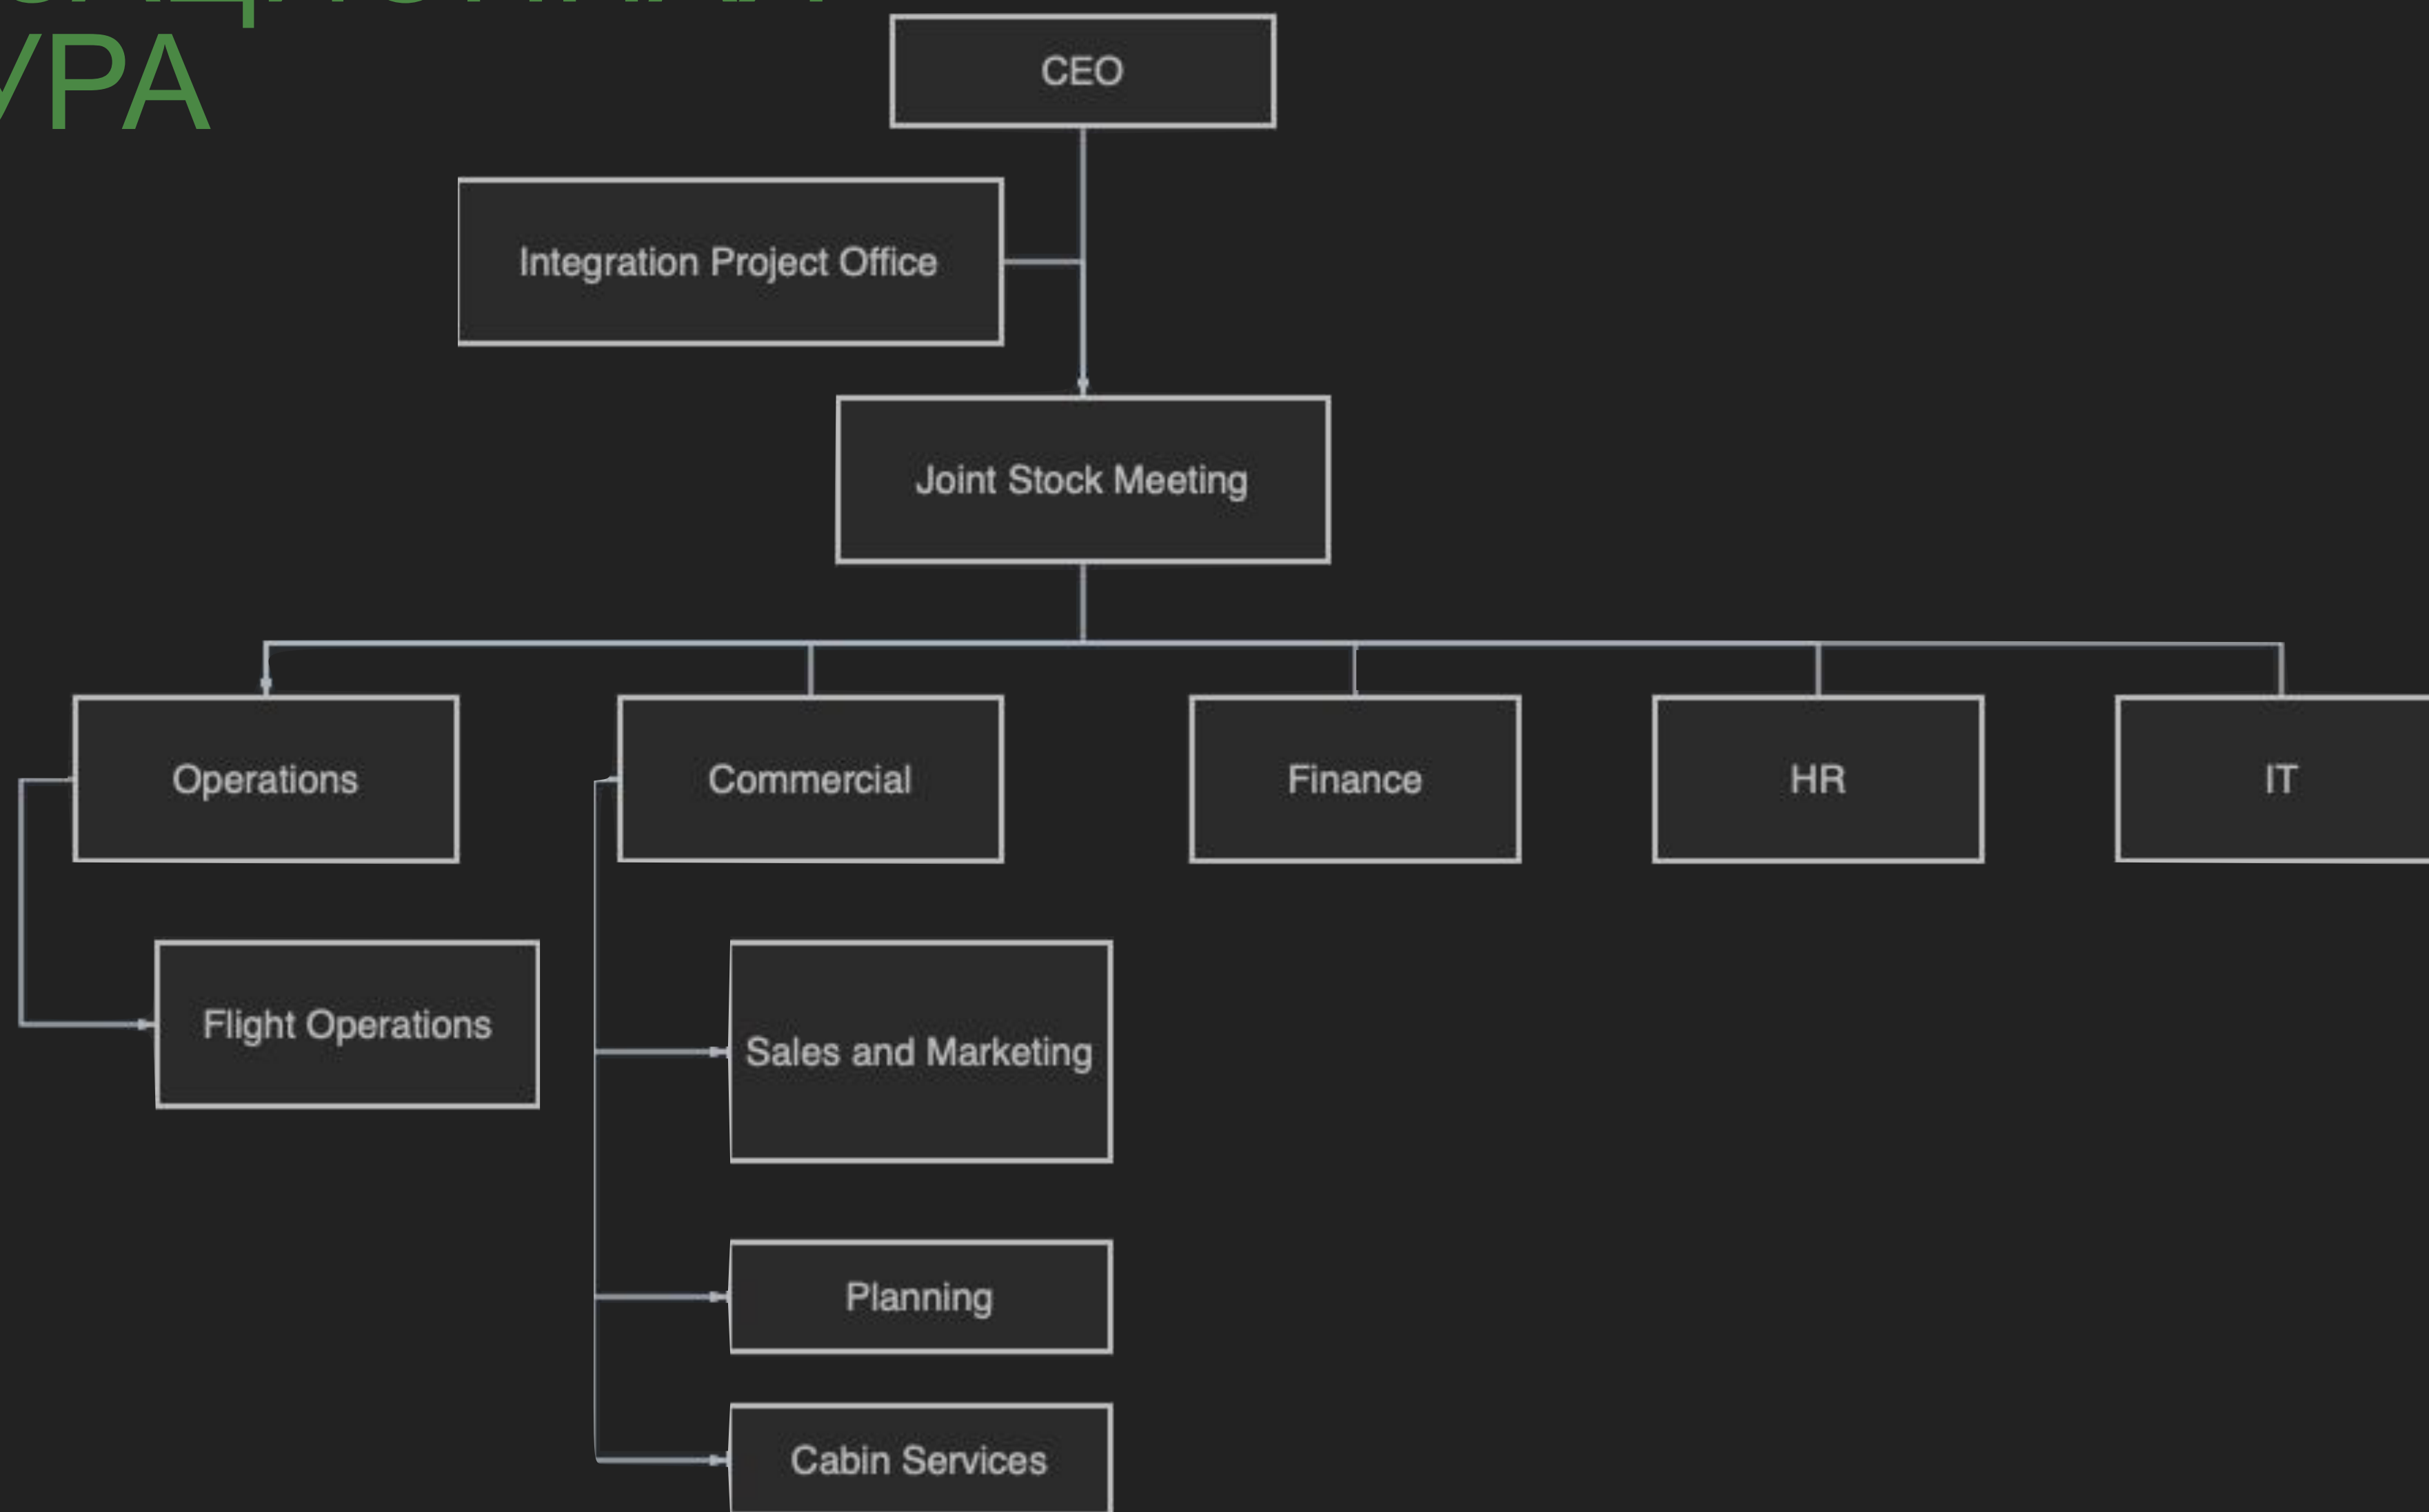 УРА
CEO
Integration Project Office
Joint Stock Meeting
Operations
Commercial
Finance
HR
IT
Flight Operations
Sales and Marketing
Planning
Cabin Services